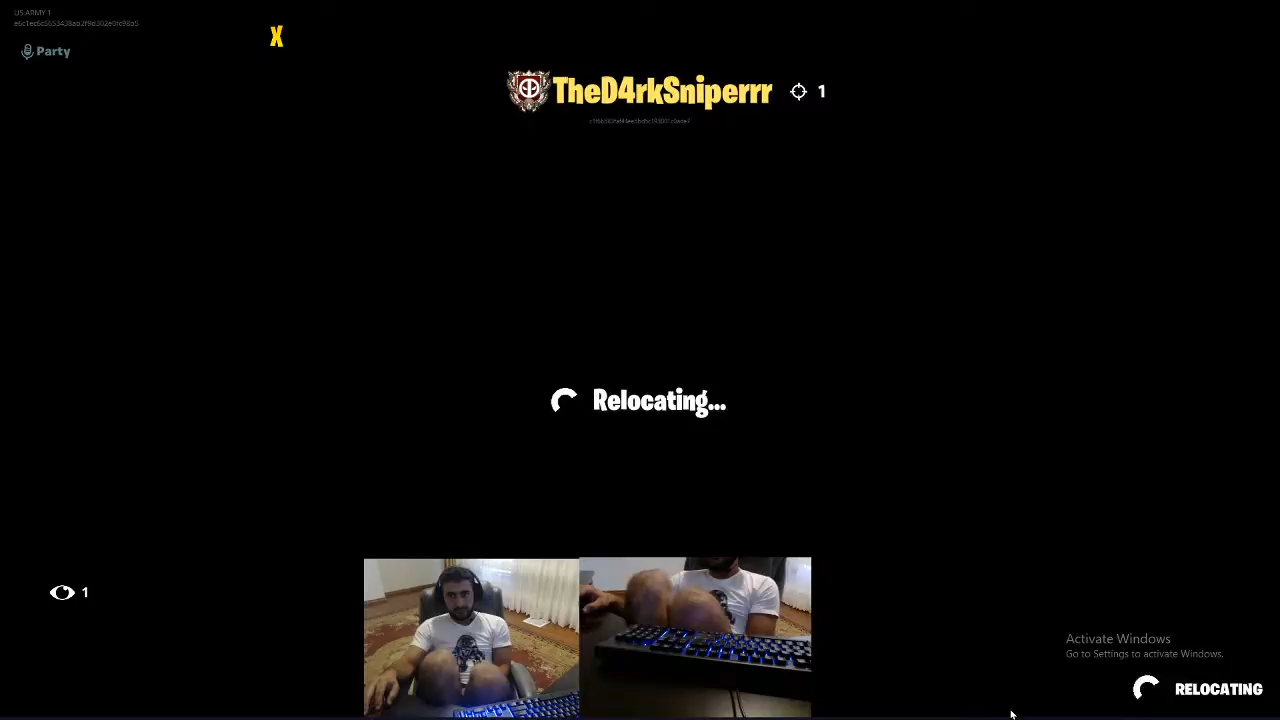 US ARMY 1
Party
X
TheD4rkSniperrr 1
Relocating...
1
Activate Windows
Go to Settings to activate Windows.
RELOCATING